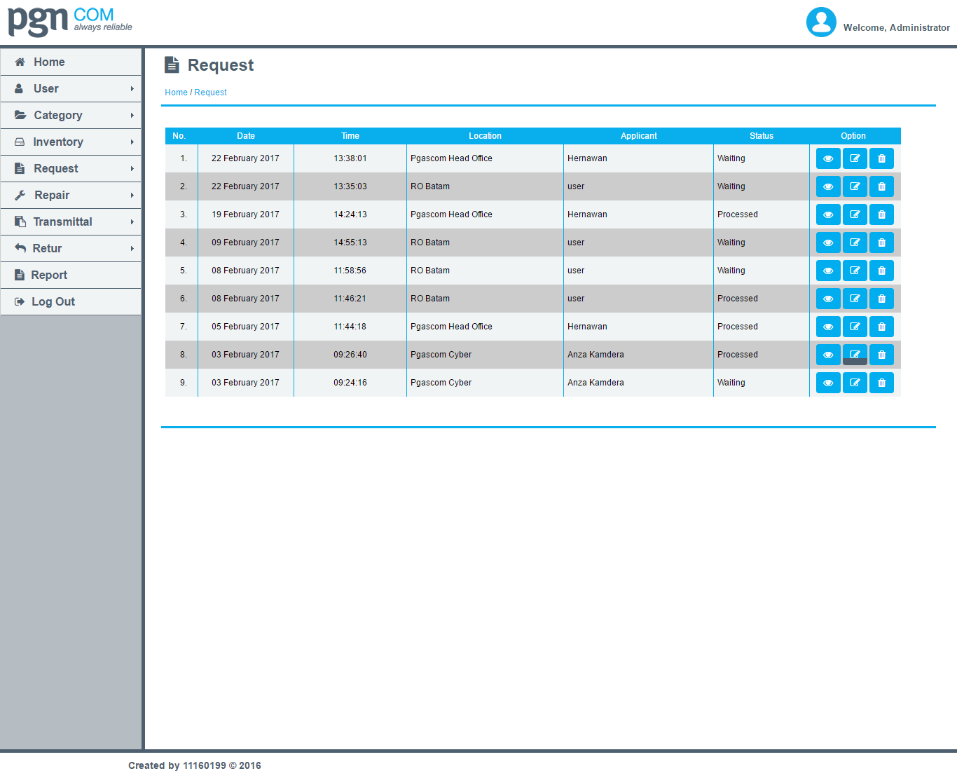 pgn COM
always reliable
Welcome, Administrator
Home
User
Category
Inventory
Request
Repair
Transmittal
Retur
Report
Log Out
Request
Home / Request
No. Date Time Location Applicant Status Option
1. 22 February 2017 13:38:01 Pgascom Head Office Hernawan Waiting
2. 22 February 2017 13:35:03 RO Batam user Waiting
3. 19 February 2017 14:24:13 Pgascom Head Office Hernawan Processed
4. 09 February 2017 14:55:13 RO Batam user Waiting
5. 08 February 2017 11:58:56 RO Batam user Waiting
6. 08 February 2017 11:46:21 RO Batam user Processed
7. 05 February 2017 11:44:18 Pgascom Head Office Hernawan Processed
8. 03 February 2017 09:26:40 Pgascom Cyber Anza Kamdera Processed
9. 03 February 2017 09:24:16 Pgascom Cyber Anza Kamdera Waiting
Created by 11160199 © 2016